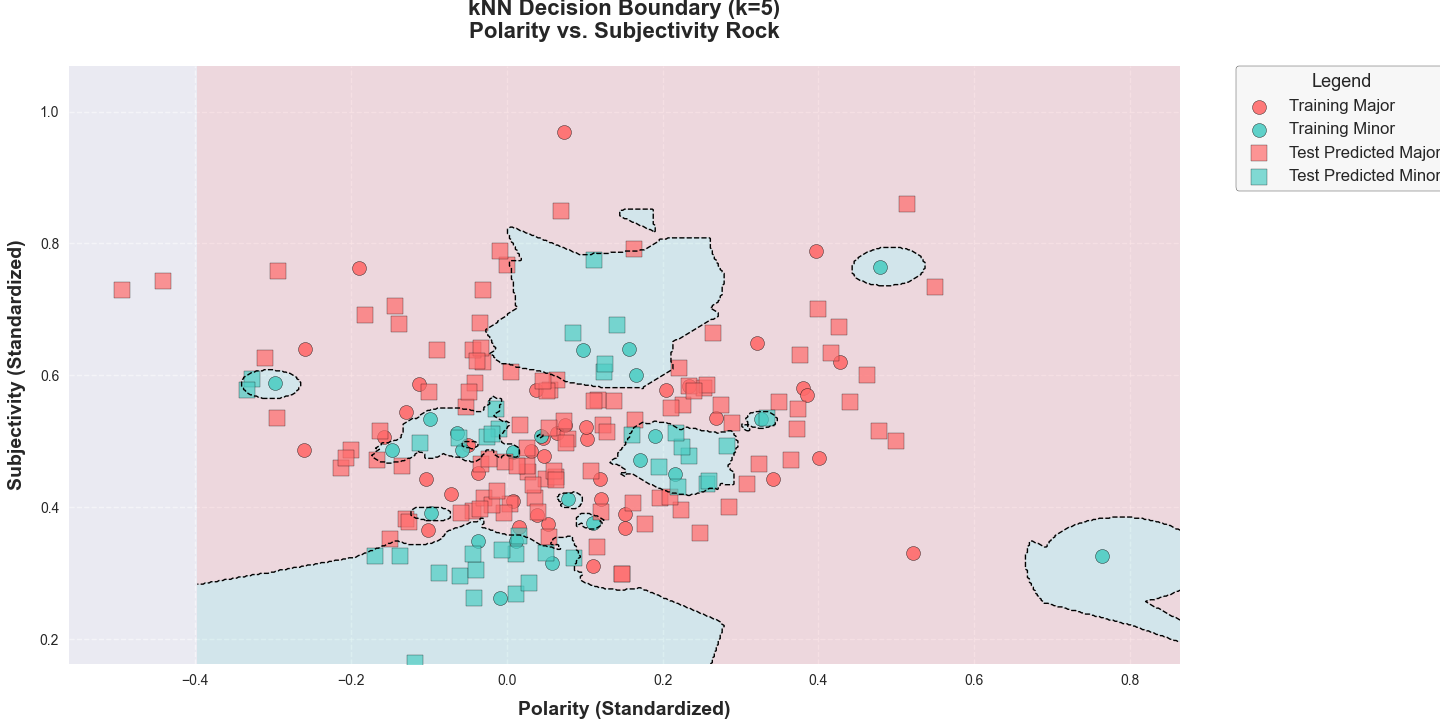 kNN Decision Boundary (k=5)
Polarity vs. Subjectivity Rock
Legend
Training Major
Training Minor
Test Predicted Major
Test Predicted Minor
Subjectivity (Standardized)
1.0
0.8
0.6
0.4
0.2
−0.4
−0.2
0.0
0.2
0.4
0.6
0.8
Polarity (Standardized)